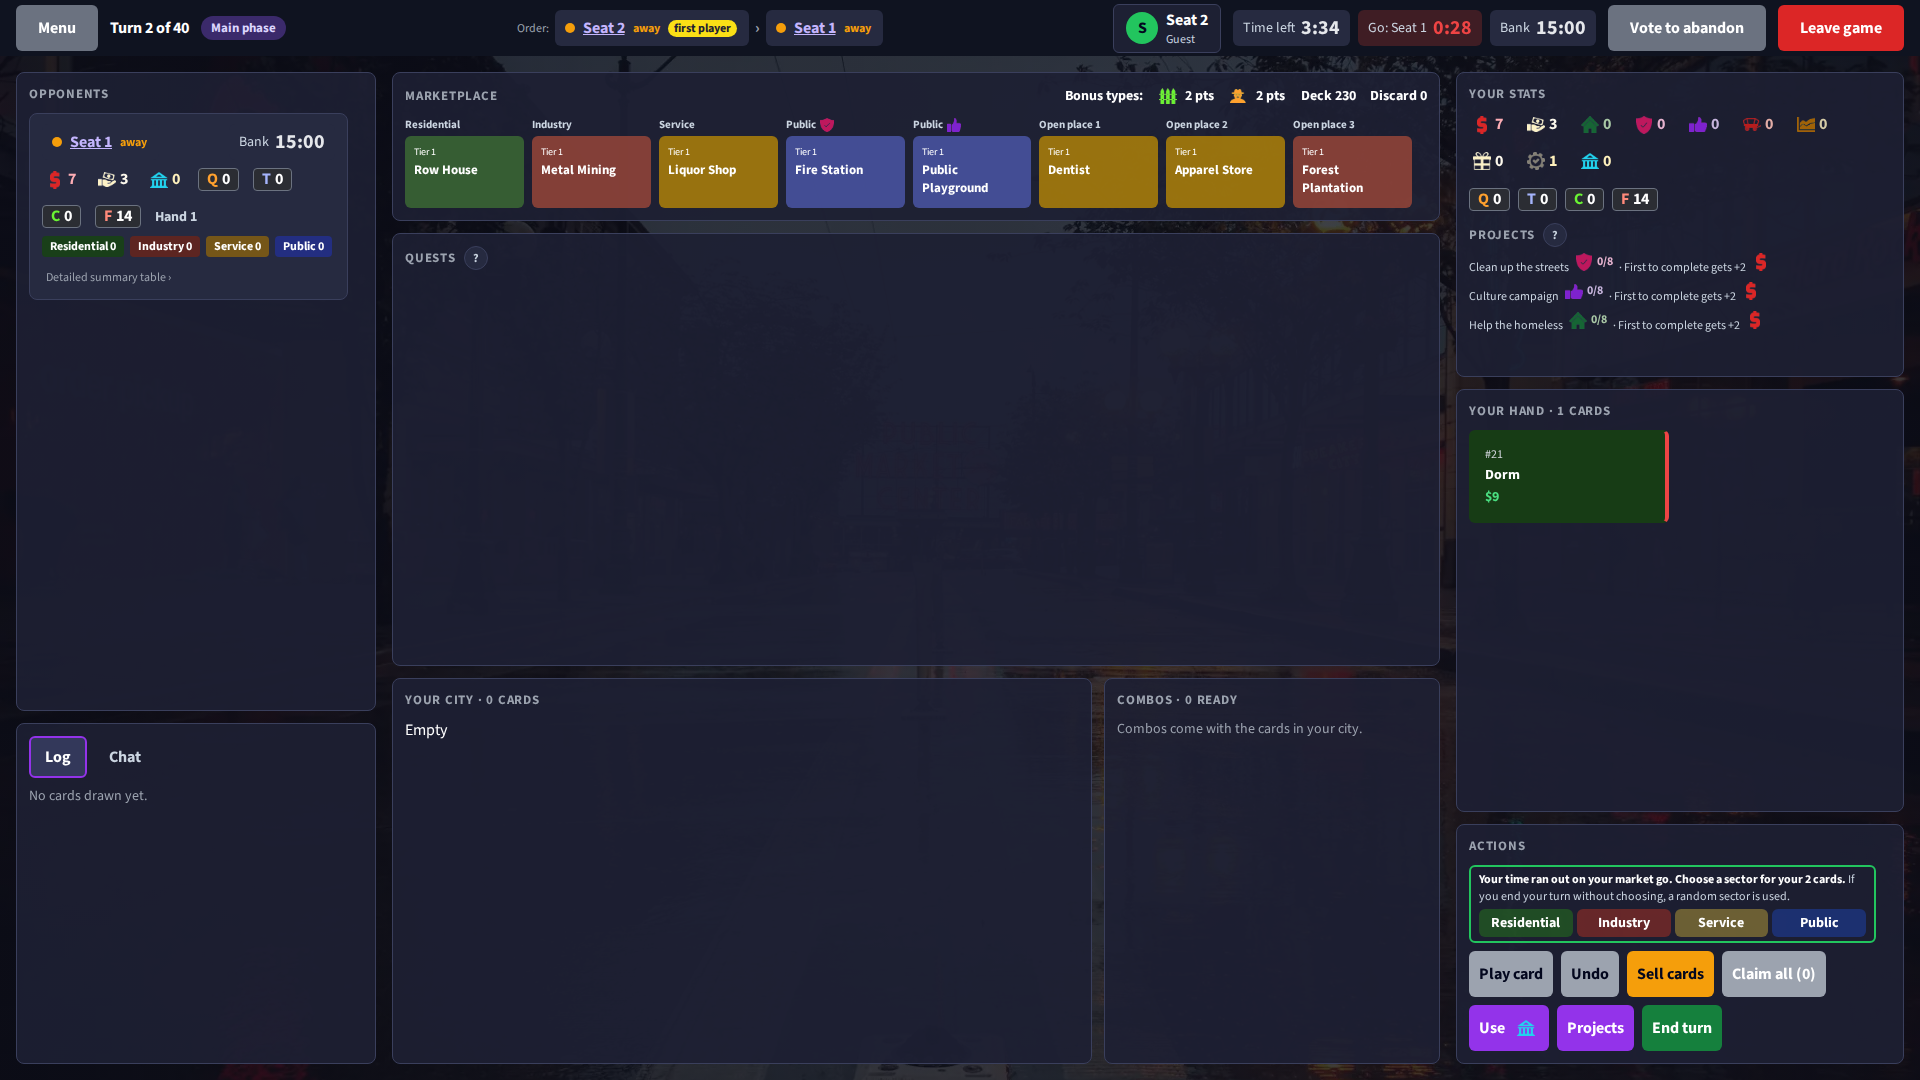 Menu
Turn 2 of 40
Main phase
Order:
Seat 2 away first player
›
Seat 1 away
S
Seat 2
Guest
Time left 3:34
Go: Seat 1 0:28
Bank 15:00
Vote to abandon
Leave game
OPPONENTS
Seat 1 away
Bank 15:00
7 3 0 Q 0 T 0
C 0 F 14 Hand 1
Residential 0 Industry 0 Service 0 Public 0
Detailed summary table ›
Log
Chat
No cards drawn yet.
MARKETPLACE
Bonus types: 2 pts 2 pts Deck 230 Discard 0
Residential
Tier 1
Row House
Industry
Tier 1
Metal Mining
Service
Tier 1
Liquor Shop
Public
Tier 1
Fire Station
Public
Tier 1
Public
Playground
Open place 1
Tier 1
Dentist
Open place 2
Tier 1
Apparel Store
Open place 3
Tier 1
Forest
Plantation
QUESTS ?
YOUR CITY · 0 CARDS
Empty
COMBOS · 0 READY
Combos come with the cards in your city.
YOUR STATS
$ 7 3 0 0 0 0 0
0 1 0
Q 0 T 0 C 0 F 14
PROJECTS ?
Clean up the streets 0/8 · First to complete gets +2 $
Culture campaign 0/8 · First to complete gets +2 $
Help the homeless 0/8 · First to complete gets +2 $
YOUR HAND · 1 CARDS
#21
Dorm
$9
ACTIONS
Your time ran out on your market go. Choose a sector for your 2 cards. If
you end your turn without choosing, a random sector is used.
Residential Industry Service Public
Play card Undo Sell cards Claim all (0)
Use Projects End turn